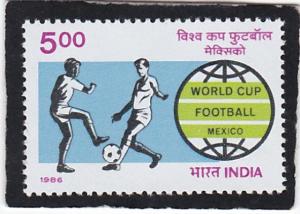 5.00
विश्व कप फुटबॉल
मेक्सिको
WORLD CUP
FOOTBALL
MEXICO
1986
भारत INDIA